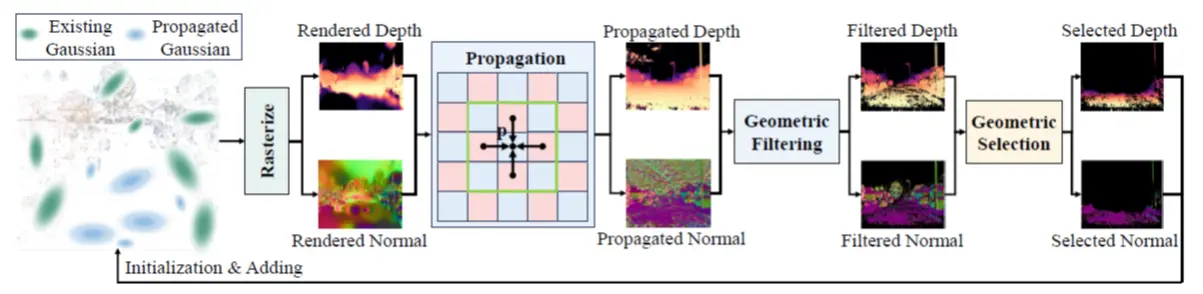 Existing
Gaussian
Propagated
Gaussian
Rasterize
Rendered Depth
Rendered Normal
Propagation
p
Propagated Depth
Propagated Normal
Geometric
Filtering
Filtered Depth
Filtered Normal
Geometric
Selection
Selected Depth
Selected Normal
Initialization & Adding